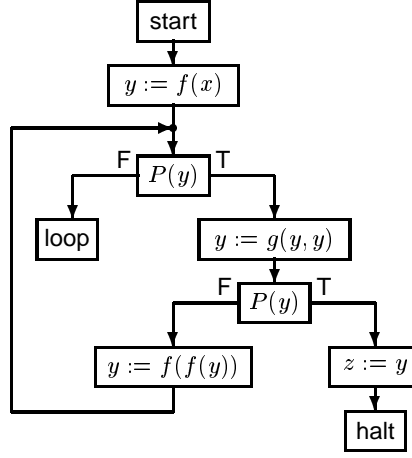 start
y := f(x)
F T
P(y)
loop
y := g(y, y)
F T
P(y)
y := f(f(y))
z := y
halt